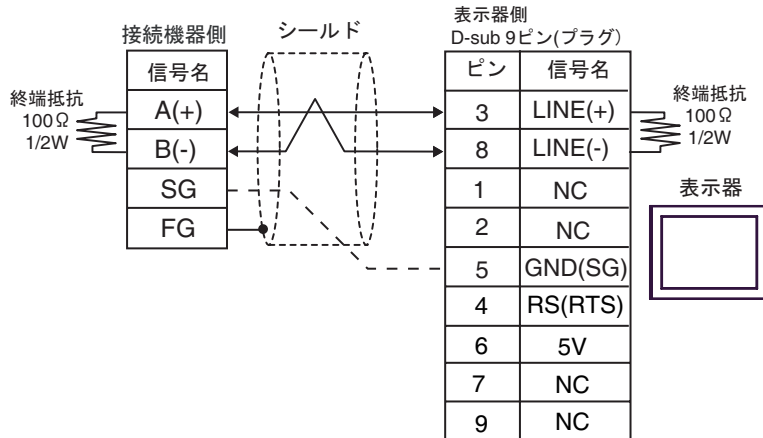 接続機器側
シールド
表示器側
D-sub 9ピン(プラグ)
信号名
ピン 信号名
終端抵抗
100Ω
1/2W
A(+)
B(-)
SG
FG
3 LINE(+)
8 LINE(-)
1 NC
2 NC
5 GND(SG)
4 RS(RTS)
6 5V
7 NC
9 NC
終端抵抗
100Ω
1/2W
表示器